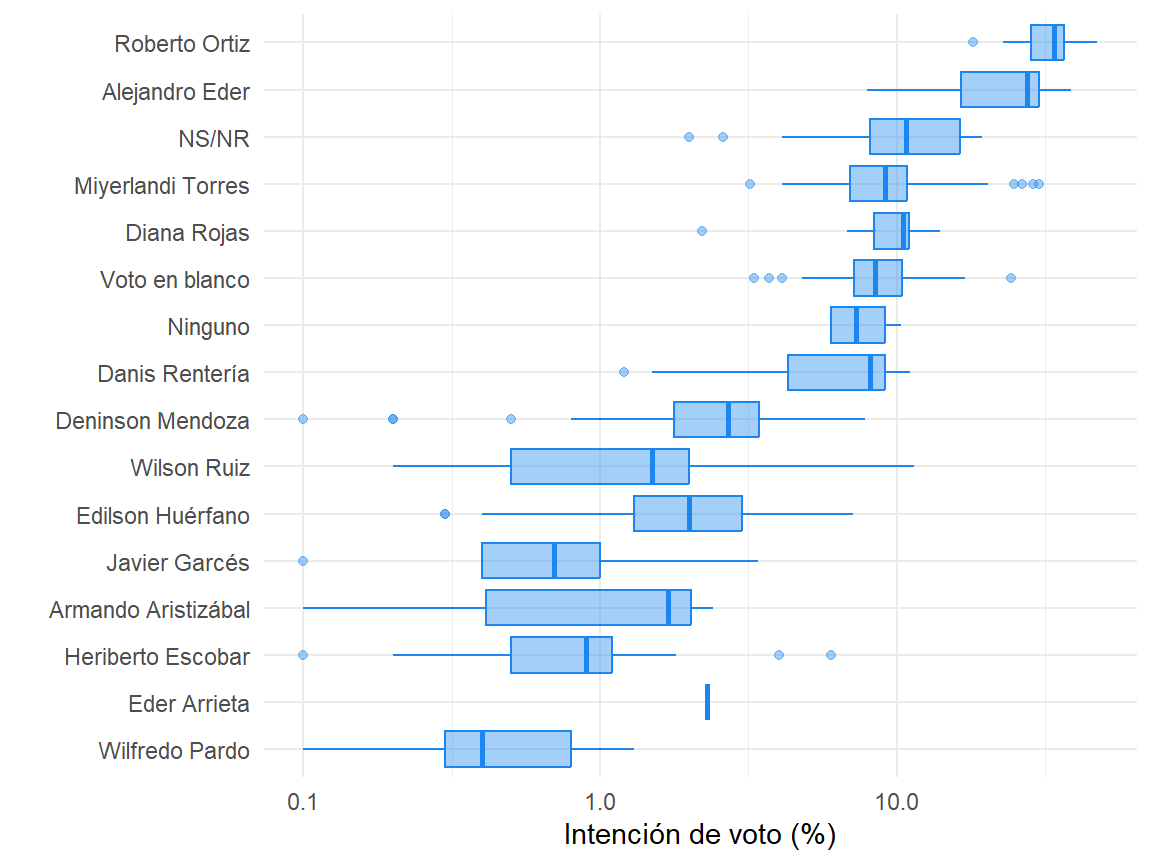 Roberto Ortiz
Alejandro Eder
NS/NR
Miyerlandi Torres
Diana Rojas
Voto en blanco
Ninguno
Danis Rentería
Deninson Mendoza
Wilson Ruiz
Edilson Huérfano
Javier Garcés
Armando Aristizábal
Heriberto Escobar
Eder Arrieta
Wilfredo Pardo
0.1 1.0 10.0
Intención de voto (%)